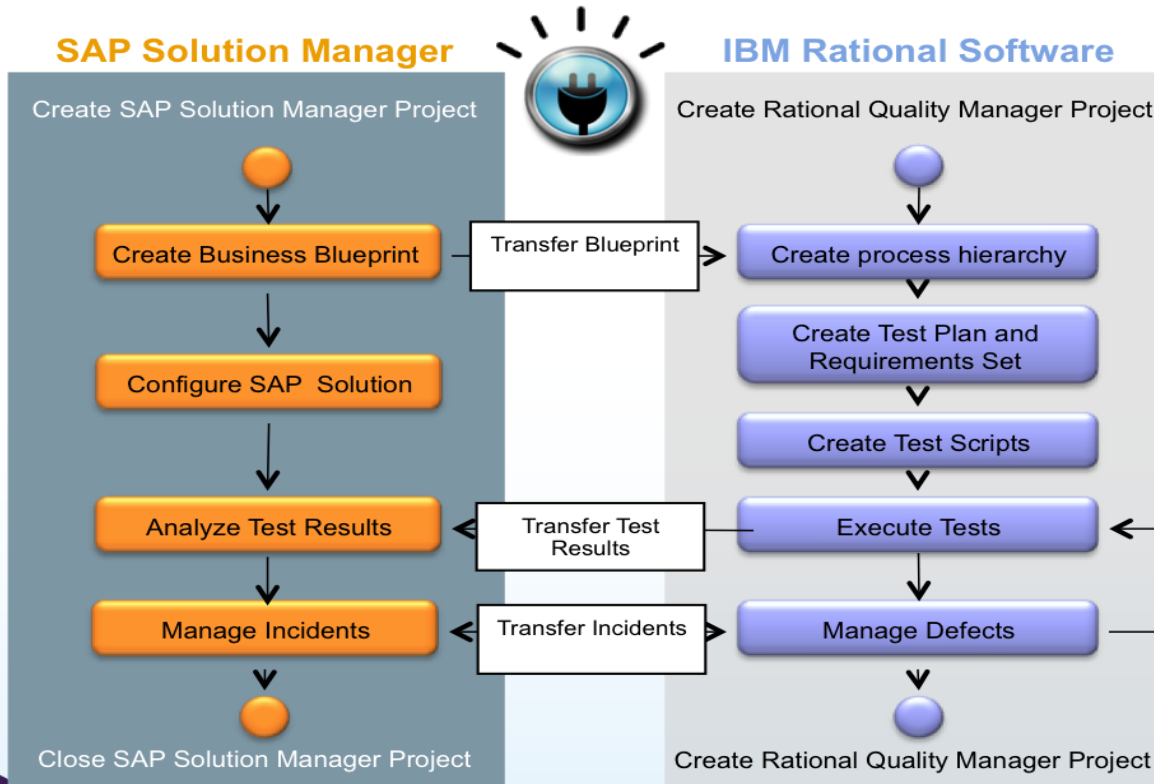 SAP Solution Manager
IBM Rational Software
Create SAP Solution Manager Project
Create Rational Quality Manager Project
Create Business Blueprint
Transfer Blueprint
Create process hierarchy
Create Test Plan and
Requirements Set
Configure SAP Solution
Create Test Scripts
Analyze Test Results
Transfer Test
Results
Execute Tests
Manage Incidents
Transfer Incidents
Manage Defects
Close SAP Solution Manager Project
Create Rational Quality Manager Project